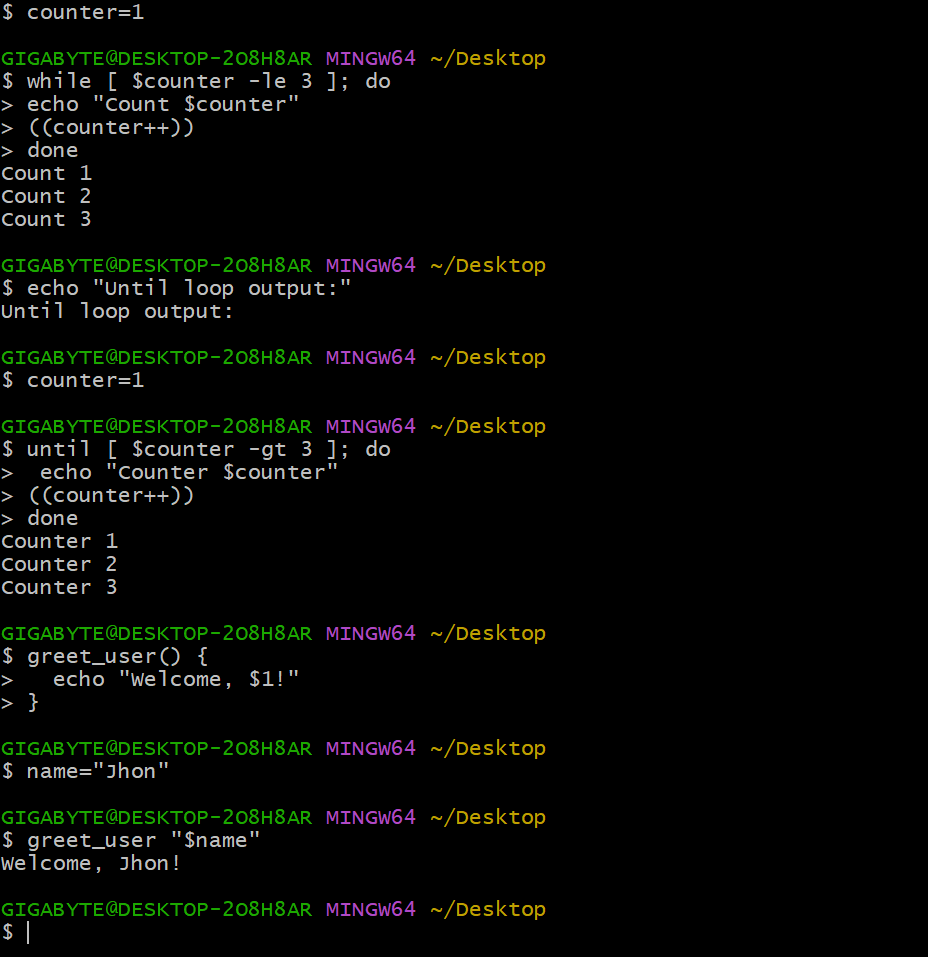 $ counter=1
GIGABYTE@DESKTOP-2O8H8AR MINGW64 ~/Desktop
$ while [ $counter -le 3 ]; do
> echo "Count $counter"
> ((counter++))
> done
Count 1
Count 2
Count 3
GIGABYTE@DESKTOP-2O8H8AR MINGW64 ~/Desktop
$ echo "Until loop output:"
Until loop output:
GIGABYTE@DESKTOP-2O8H8AR MINGW64 ~/Desktop
$ counter=1
GIGABYTE@DESKTOP-2O8H8AR MINGW64 ~/Desktop
$ until [ $counter -gt 3 ]; do
>  echo "Counter $counter"
> ((counter++))
> done
Counter 1
Counter 2
Counter 3
GIGABYTE@DESKTOP-2O8H8AR MINGW64 ~/Desktop
$ greet_user() {
>   echo "Welcome, $1!"
> }
GIGABYTE@DESKTOP-2O8H8AR MINGW64 ~/Desktop
$ name="Jhon"
GIGABYTE@DESKTOP-2O8H8AR MINGW64 ~/Desktop
$ greet_user "$name"
Welcome, Jhon!
GIGABYTE@DESKTOP-2O8H8AR MINGW64 ~/Desktop
$